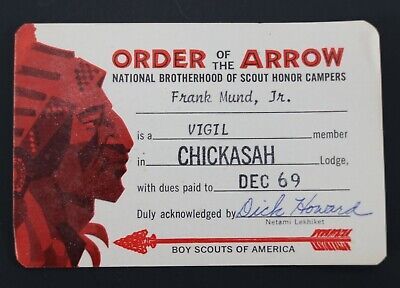 ORDER OF THE ARROW
NATIONAL BROTHERHOOD OF SCOUT HONOR CAMPERS
Frank Mund, Jr.
is a VIGIL member
in CHICKASAH Lodge,
with dues paid to DEC 69
Duly acknowledged by Dick Howard
Netami Lekhiket
BOY SCOUTS OF AMERICA